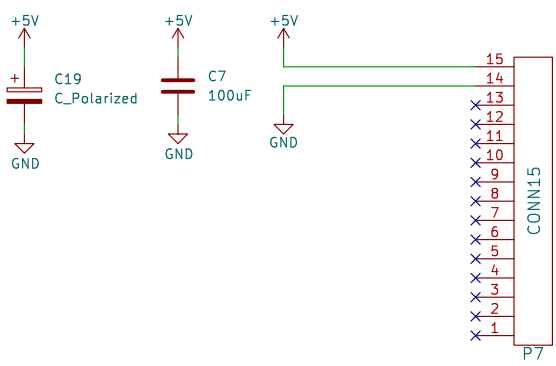 +5V
+5V
+5V
+
C19
C_Polarized
GND
C7
100uF
GND
GND
15
14
13
12
11
10
9
8
7
6
5
4
3
2
1
CONN15
P7